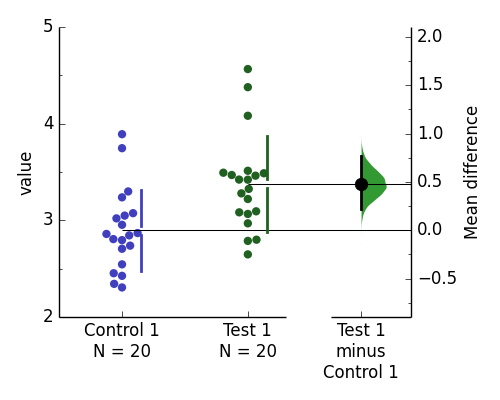 5
4
3
2
value
2.0
1.5
1.0
0.5
0.0
−0.5
Mean difference
Control 1
N = 20
Test 1
N = 20
Test 1
minus
Control 1